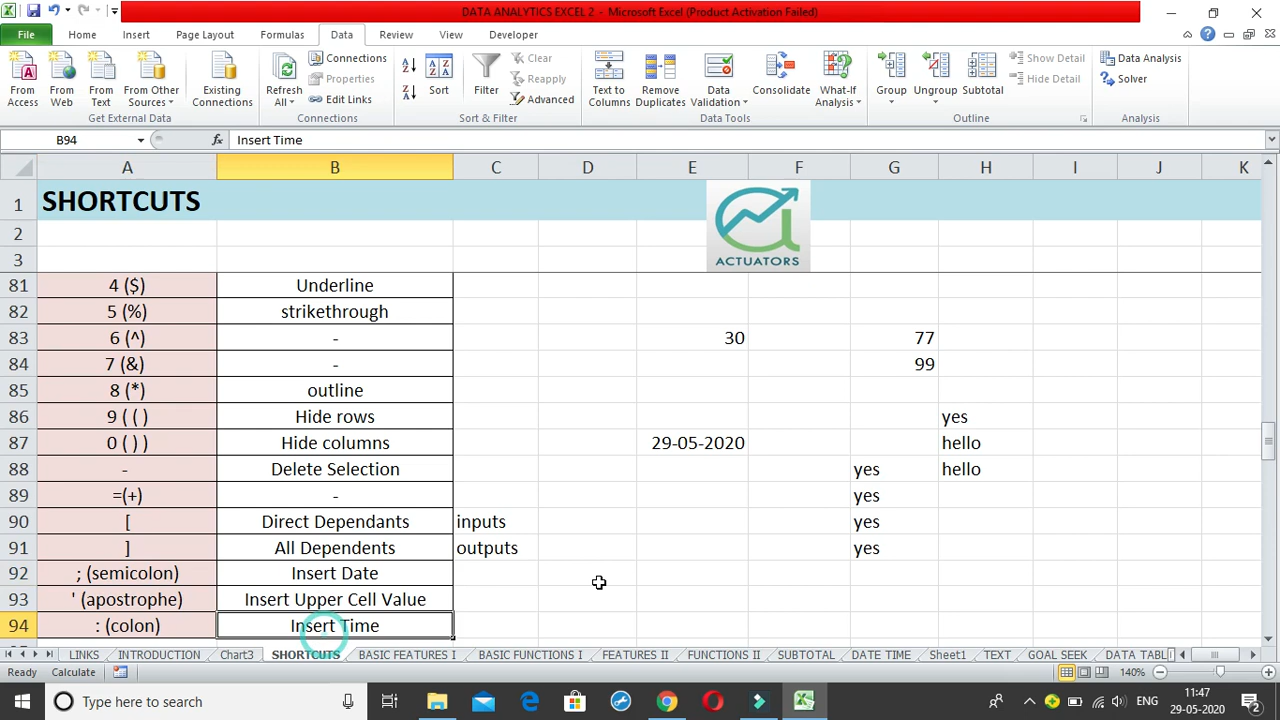 DATA ANALYTICS EXCEL 2 - Microsoft Excel (Product Activation Failed)
File Home Insert Page Layout Formulas Data Review View Developer
From Access From Web From Text From Other Sources Existing Connections Refresh All Connections Properties Edit Links Sort Filter Clear Reapply Advanced Text to Columns Remove Duplicates Data Validation Consolidate What-If Analysis Group Ungroup Subtotal Show Detail Hide Detail Data Analysis Solver
Get External Data Connections Sort & Filter Data Tools Outline Analysis
B94 fx Insert Time
A B C D E F G H I J K
1 SHORTCUTS
ACTUATORS
2
3
81 4 ($) Underline
82 5 (%) strikethrough
83 6 (^) - 30 77
84 7 (&) - 99
85 8 (*) outline
86 9 ( ( ) Hide rows yes
87 0 ( ) ) Hide columns 29-05-2020 hello
88 - Delete Selection yes hello
89 =(+) - yes
90 [ Direct Dependants inputs yes
91 ] All Dependents outputs yes
92 ; (semicolon) Insert Date
93 ' (apostrophe) Insert Upper Cell Value
94 : (colon) Insert Time
LINKS INTRODUCTION Chart3 SHORTCUTS BASIC FEATURES I BASIC FUNCTIONS I FEATURES II FUNCTIONS II SUBTOTAL DATE TIME Sheet1 TEXT GOAL SEEK DATA TABL
Ready Calculate 140%
Type here to search ENG 11:47
29-05-2020 2